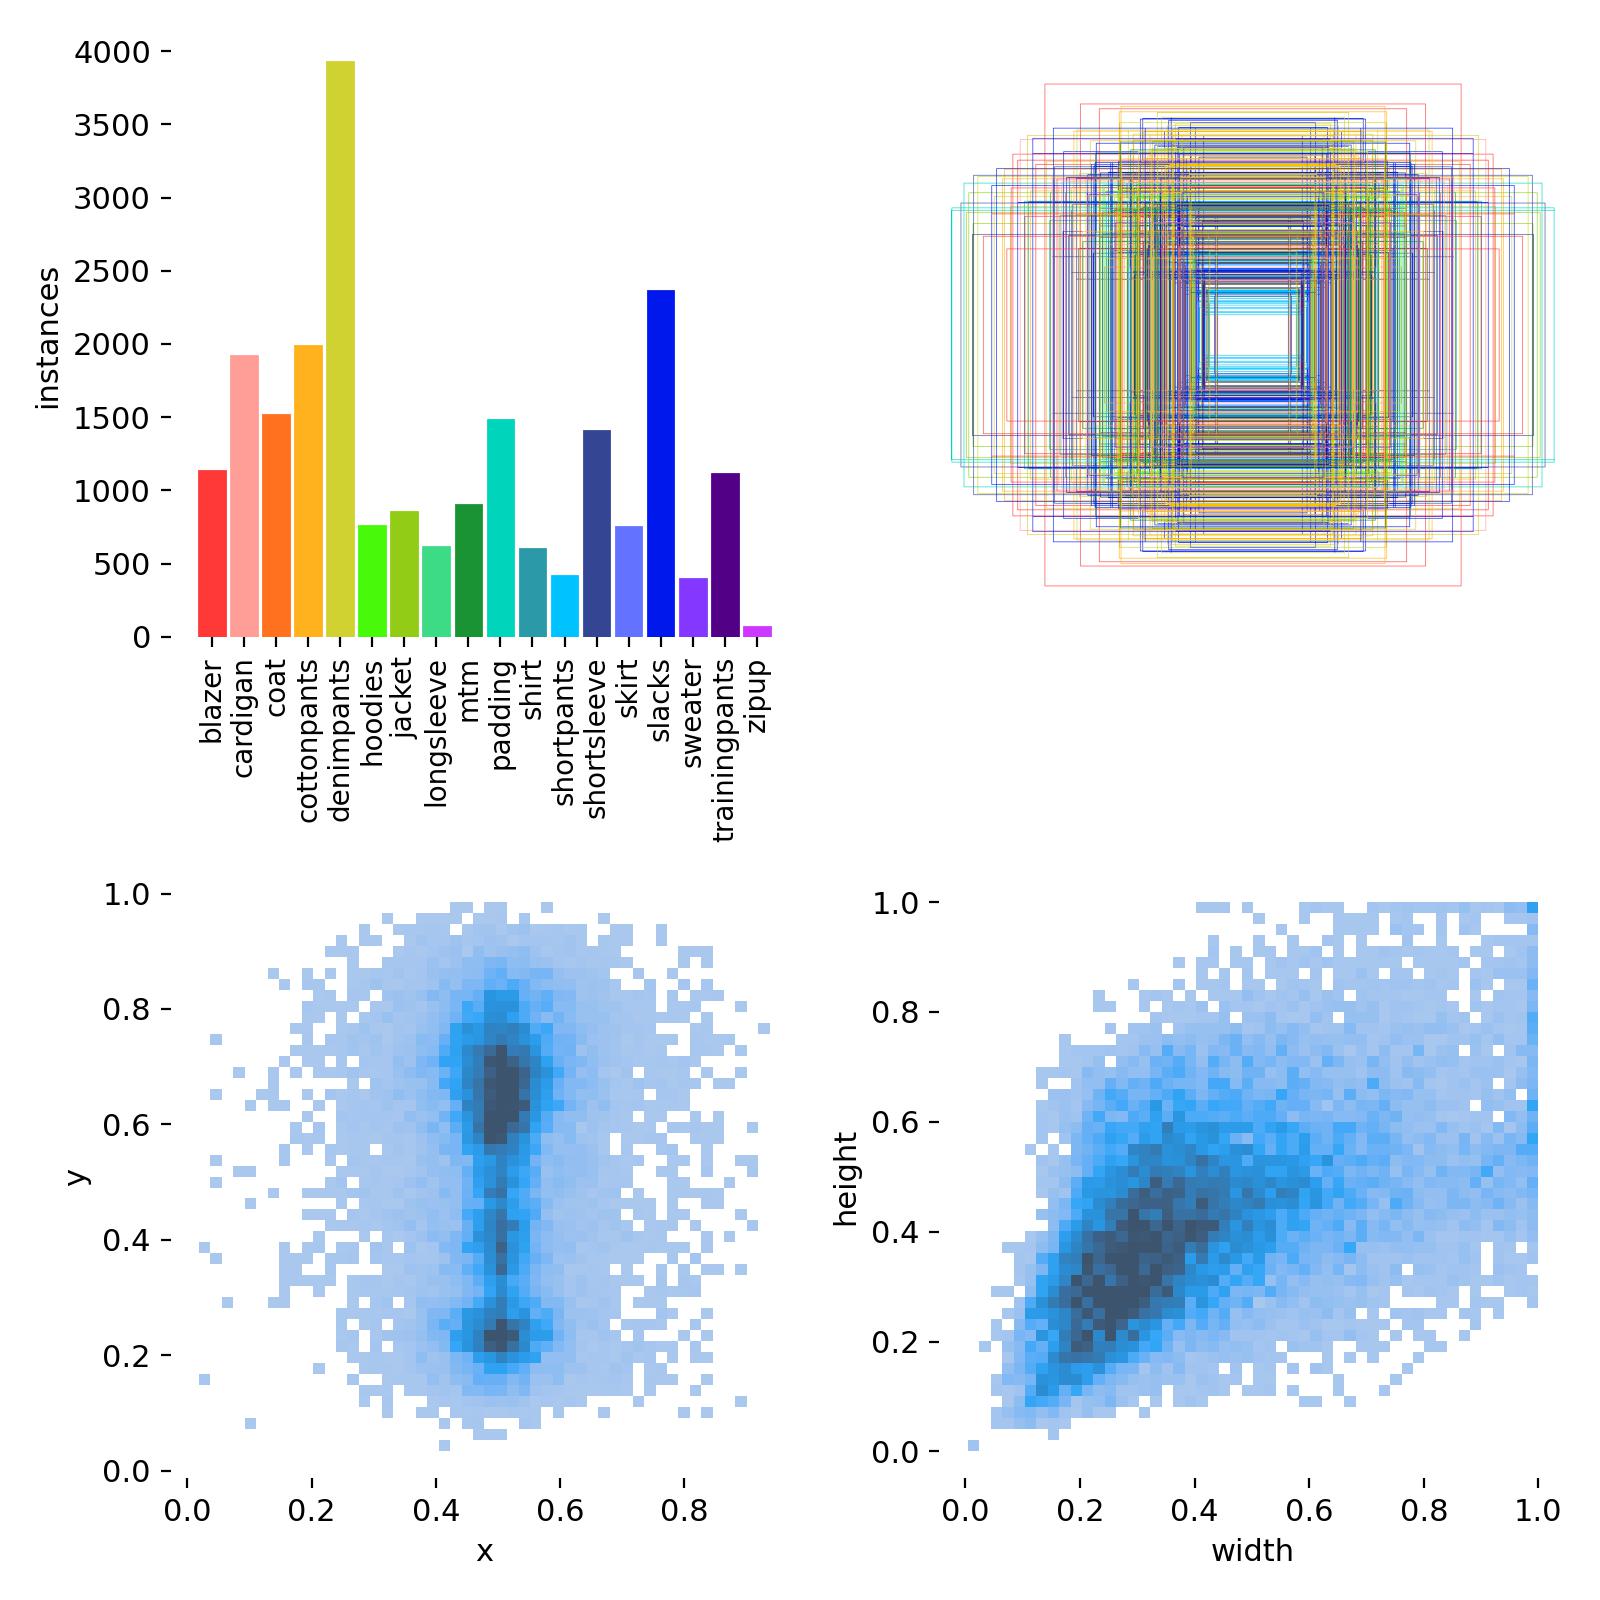 4000
3500
3000
2500
2000
1500
1000
500
0
instances
blazer
cardigan
coat
cottonpants
denimpants
hoodies
jacket
longsleeve
mtm
padding
shirt
shortpants
shortsleeve
skirt
slacks
sweater
trainingpants
zipup
1.0
0.8
0.6
0.4
0.2
0.0
y
0.0 0.2 0.4 0.6 0.8
x
1.0
0.8
0.6
0.4
0.2
0.0
height
0.0 0.2 0.4 0.6 0.8 1.0
width